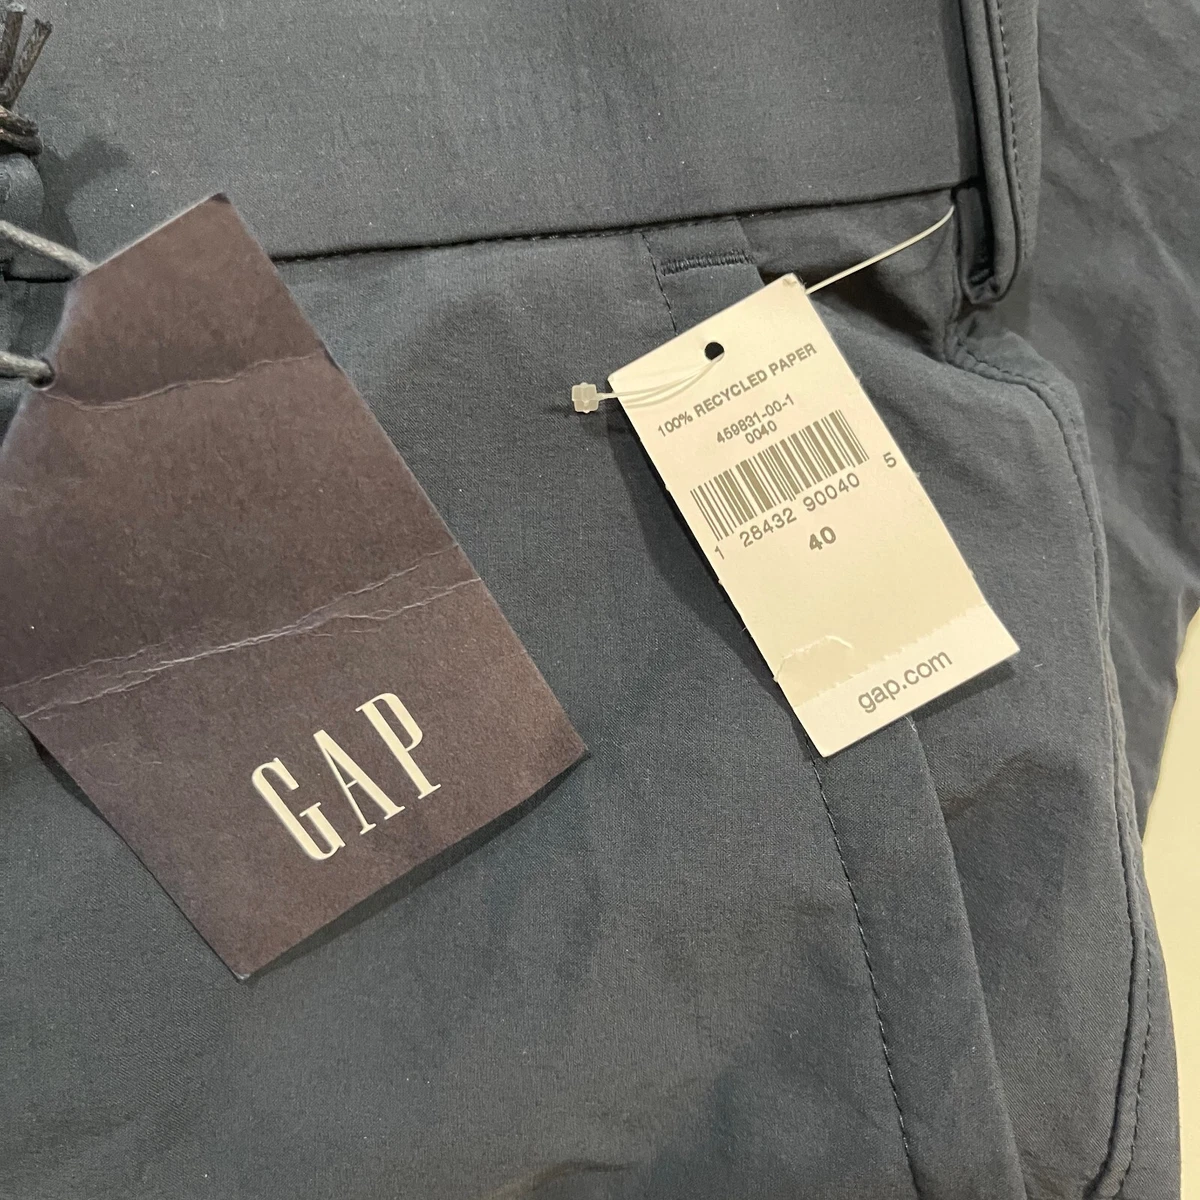 GAP
100% RECYCLED PAPER
459831-00-1
0040
1 28432 90040 5
40
gap.com